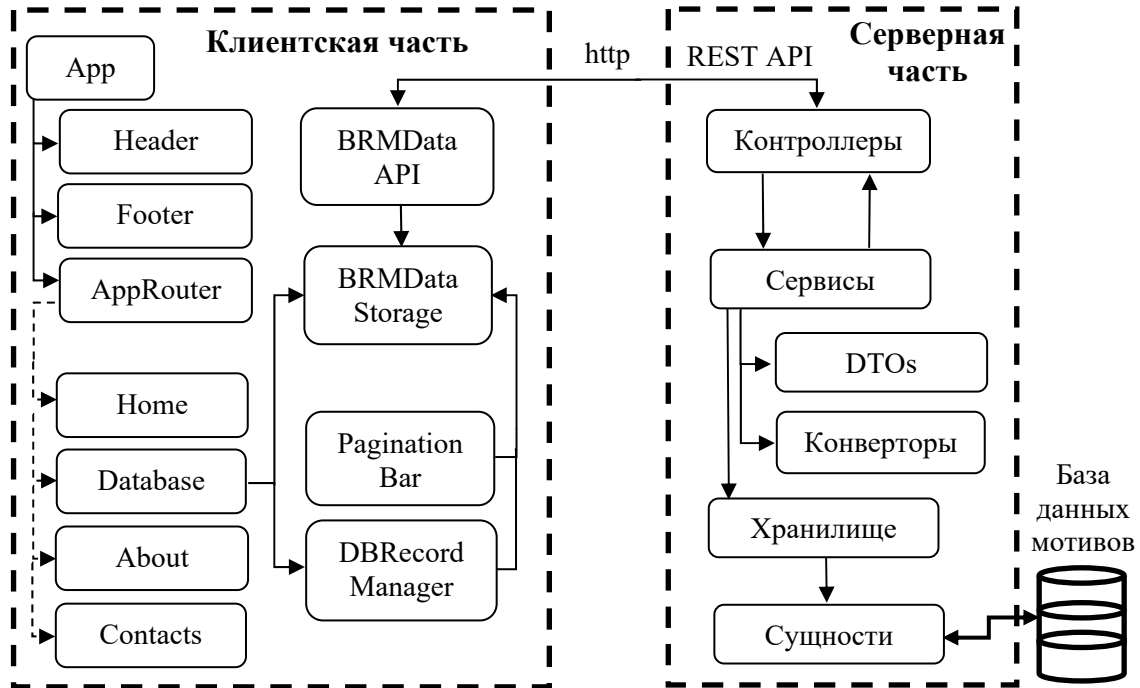 Клиентская часть
App
Header
Footer
AppRouter
Home
Database
About
Contacts
BRMData
API
BRMData
Storage
Pagination
Bar
DBRecord
Manager
http
REST API
Серверная
часть
Контроллеры
Сервисы
DTOs
Конверторы
Хранилище
Сущности
База
данных
мотивов